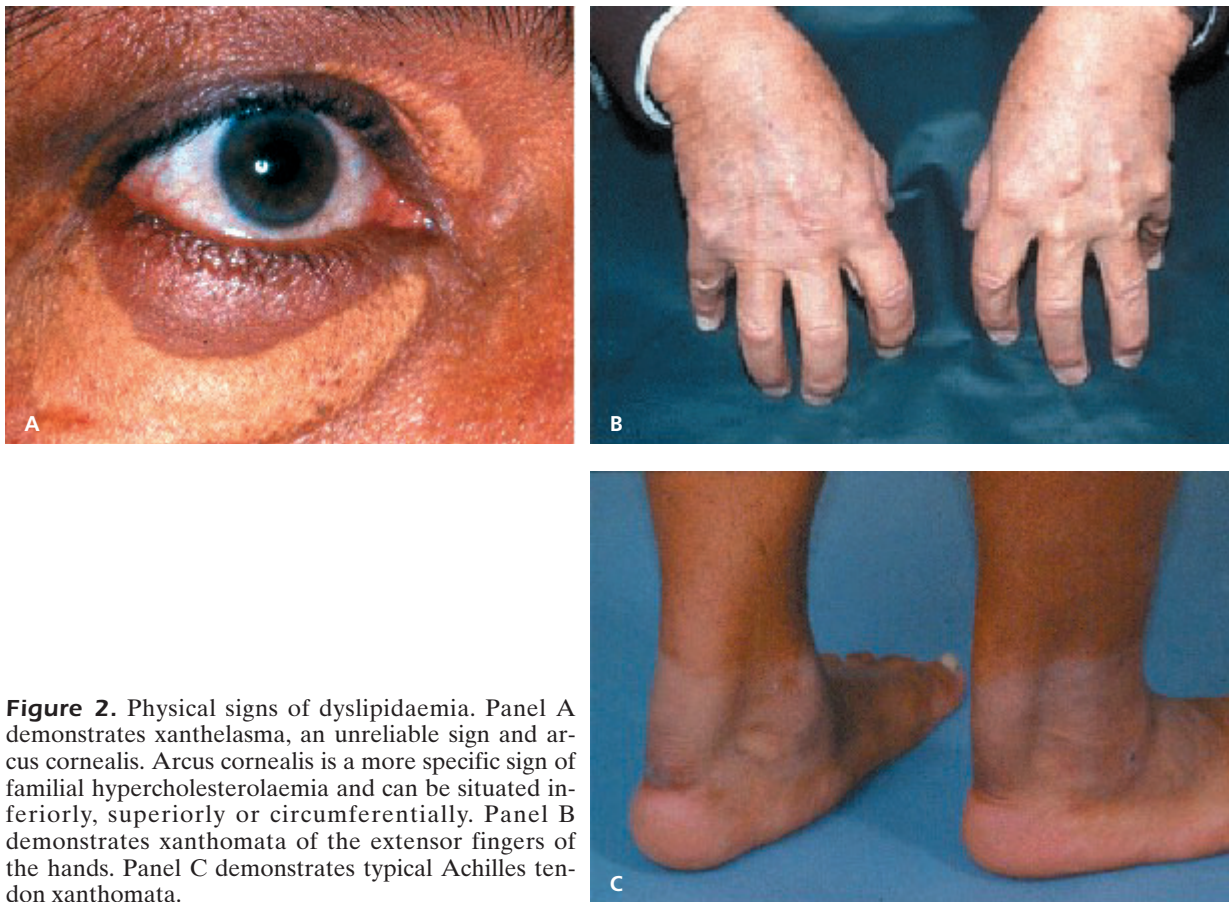 A
B
C
Figure 2. Physical signs of dyslipidaemia. Panel A
demonstrates xanthelasma, an unreliable sign and ar-
cus cornealis. Arcus cornealis is a more specific sign of
familial hypercholesterolaemia and can be situated in-
feriorly, superiorly or circumferentially. Panel B
demonstrates xanthomata of the extensor fingers of
the hands. Panel C demonstrates typical Achilles ten-
don xanthomata.